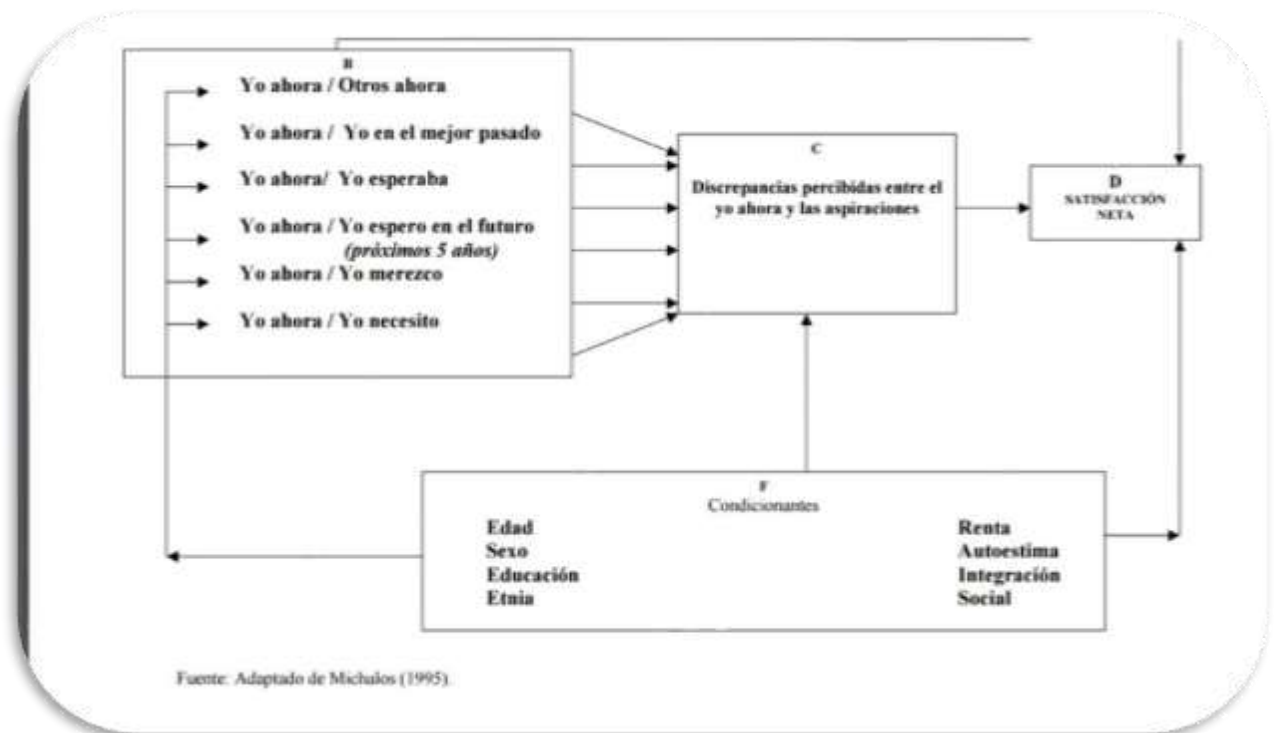 B
Yo ahora / Otros ahora
Yo ahora / Yo en el mejor pasado
Yo ahora/ Yo esperaba
Yo ahora / Yo espero en el futuro
(próximos 5 años)
Yo ahora / Yo merezco
Yo ahora / Yo necesito
C
Discrepancias percibidas entre el
yo ahora y las aspiraciones
D
SATISFACCIÓN
NETA
F
Condicionantes
Edad
Sexo
Educación
Etnia
Renta
Autoestima
Integración
Social
Fuente: Adaptado de Michalos (1995).